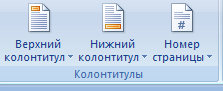 Верхний Нижний Номер
колонтитул колонтитул страницы
Колонтитулы